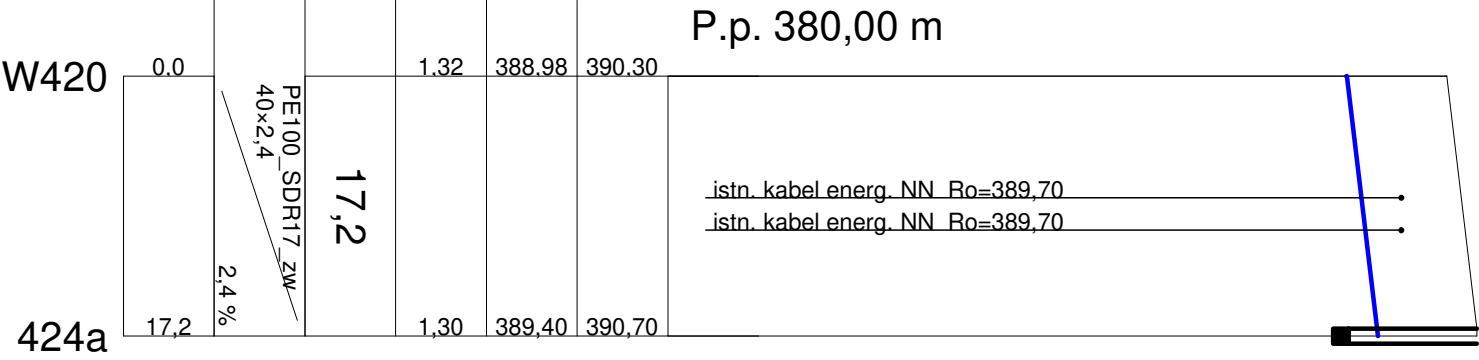 P.p. 380,00 m
W420
0,0
1,32
388,98
390,30
PE100_SDR17_zw
40×2,4
17,2
2,4 %
istn. kabel energ. NN Ro=389,70
istn. kabel energ. NN Ro=389,70
424a
17,2
1,30
389,40
390,70